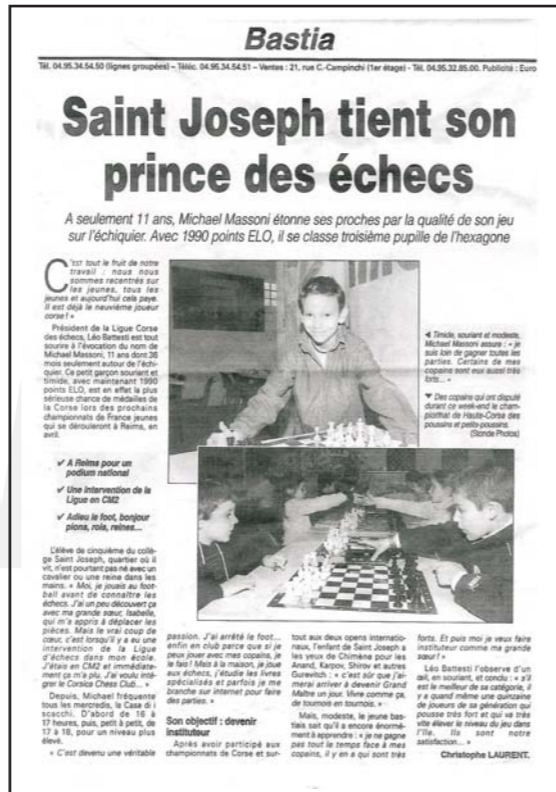 Bastia
Tél. 04.95.34.54.50 (lignes groupées) – Téléc. 04.95.34.54.51 – Ventes : 21, rue C.-Campinchi (1er étage) - Tél. 04.95.32.85.00. Publicité : Euro
Saint Joseph tient son
prince des échecs
A seulement 11 ans, Michael Massoni étonne ses proches par la qualité de son jeu
sur l'échiquier. Avec 1990 points ELO, il se classe troisième pupille de l'hexagone
C'EST tout le fruit de notre
travail : nous nous
sommes recentrés sur
les jeunes, tous les
jeunes et aujourd'hui cela paye.
Il est déjà le neuvième joueur
corse ! »
Président de la Ligue Corse
des échecs, Léo Battesti est tout
sourire à l'évocation du nom de
Michael Massoni, 11 ans dont 36
mois seulement autour de l'échi-
quier. Ce petit garçon souriant et
timide, avec maintenant 1990
points ELO, est en effet la plus
sérieuse chance de médailles de
la Corse lors des prochains
championnats de France jeunes
qui se dérouleront à Reims, en
avril.
✔ A Reims pour un
podium national
✔ Une intervention de la
Ligue en CM2
✔ Adieu le foot, bonjour
pions, rois, reines...
L'élève de cinquième du collè-
ge Saint Joseph, quartier où il
vit, n'est pourtant pas né avec un
cavalier ou une reine dans les
mains. « Moi, je jouais au foot-
ball avant de connaître les
échecs. J'ai un peu découvert ça
avec ma grande sœur, Isabelle,
qui m'a appris à déplacer les
pièces. Mais le vrai coup de
cœur, c'est lorsqu'il y a eu une
intervention de la Ligue
d'échecs dans mon école.
J'étais en CM2 et immédiate-
ment ça m'a plu. J'ai voulu inté-
grer le Corsica Chess Club... »
Depuis, Michael fréquente
tous les mercredis, la Casa di i
scacchi. D'abord de 16 à
17 heures, puis, petit à petit, de
17 à 18, pour un niveau plus
élevé.
« C'est devenu une véritable
◀ Timide, souriant et modeste,
Michael Massoni assure : « je
suis loin de gagner toutes les
parties. Certains de mes
copains sont eux aussi très
forts... »
▼ Des copains qui ont disputé
durant ce week-end le cham-
pionnat de Haute-Corse des
poussins et petits-poussins.
(Stonde Photos)
passion. J'ai arrêté le foot...
enfin en club parce que si je
peux jouer avec mes copains, je
le fais ! Mais à la maison, je joue
aux échecs, j'étudie les livres
spécialisés et parfois je me
branche sur internet pour faire
des parties. »
Son objectif : devenir
instituteur
Après avoir participé aux
championnats de Corse et sur-
tout aux deux opens internatio-
naux, l'enfant de Saint Joseph a
les yeux de Chimène pour les
Anand, Karpov, Shirov et autres
Gurevitch : « c'est sûr que j'ai-
merai arriver à devenir Grand
Maître un jour. Vivre comme ça,
de tournois en tournois. »
Mais, modeste, le jeune bas-
tiais sait qu'il a encore énormé-
ment à apprendre : « je ne gagne
pas tout le temps face à mes
copains, il y en a qui sont très
forts. Et puis moi je veux faire
instituteur comme ma grande
sœur ! »
Léo Battesti l'observe d'un
œil, en souriant, et conclu : « s'il
est le meilleur de sa catégorie, il
y a quand même une quinzaine
de joueurs de sa génération qui
pousse très fort et qui va très
vite élever le niveau du jeu dans
l'île. Ils sont notre
satisfaction... »
Christophe LAURENT.